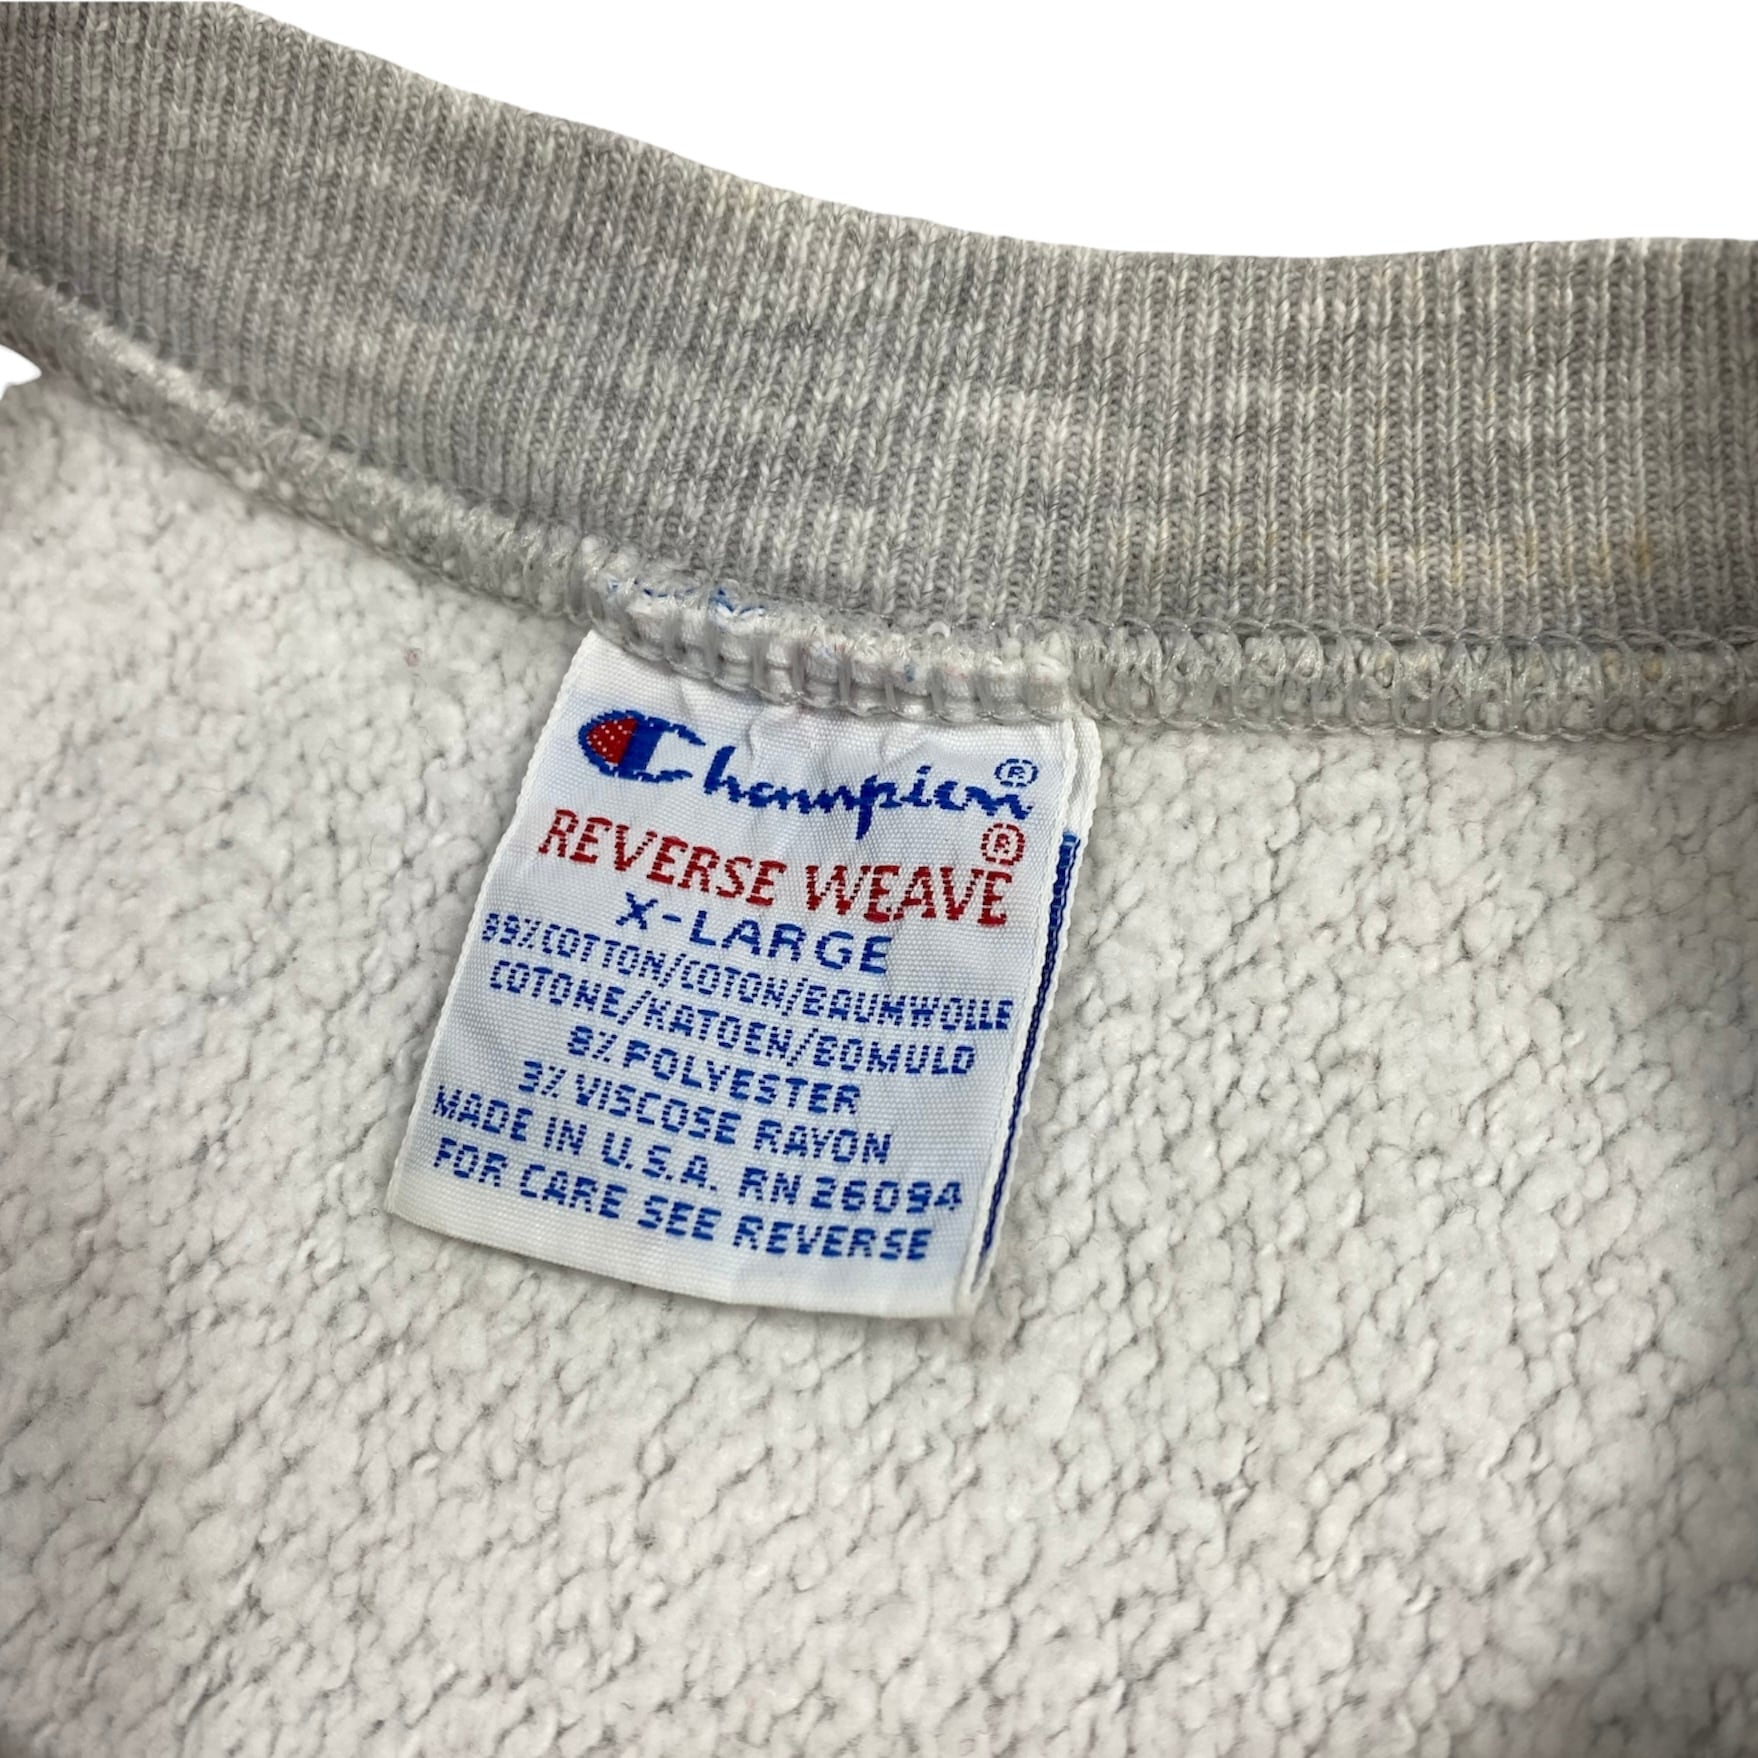 Champion®
REVERSE WEAVE®
X-LARGE
89% COTTON/COTON/BAUMWOLLE
COTONE/KATOEN/BOMULD
8% POLYESTER
3% VISCOSE RAYON
MADE IN U.S.A. RN 26094
FOR CARE SEE REVERSE